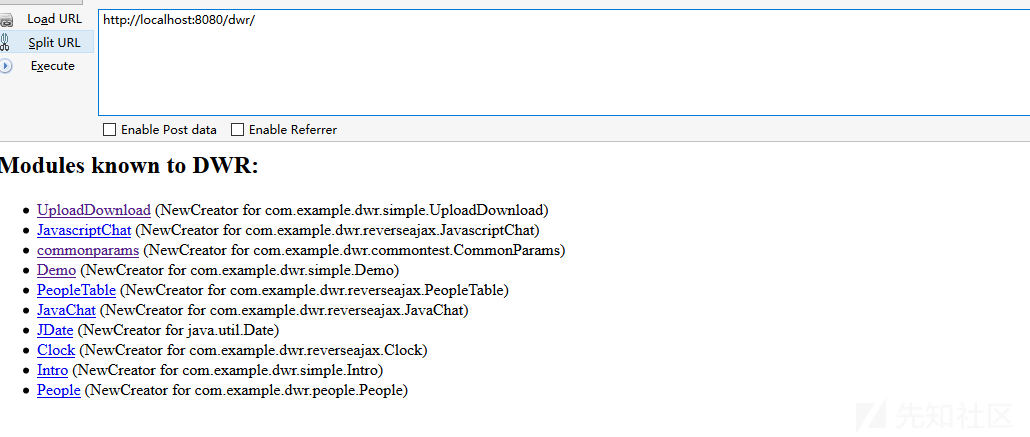 Load URL
http://localhost:8080/dwr/
Split URL
Execute
Enable Post data Enable Referrer
Modules known to DWR:
UploadDownload (NewCreator for com.example.dwr.simple.UploadDownload)
JavascriptChat (NewCreator for com.example.dwr.reverseajax.JavascriptChat)
commonparams (NewCreator for com.example.dwr.commontest.CommonParams)
Demo (NewCreator for com.example.dwr.simple.Demo)
PeopleTable (NewCreator for com.example.dwr.reverseajax.PeopleTable)
JavaChat (NewCreator for com.example.dwr.reverseajax.JavaChat)
JDate (NewCreator for java.util.Date)
Clock (NewCreator for com.example.dwr.reverseajax.Clock)
Intro (NewCreator for com.example.dwr.simple.Intro)
People (NewCreator for com.example.dwr.people.People)
先知社区